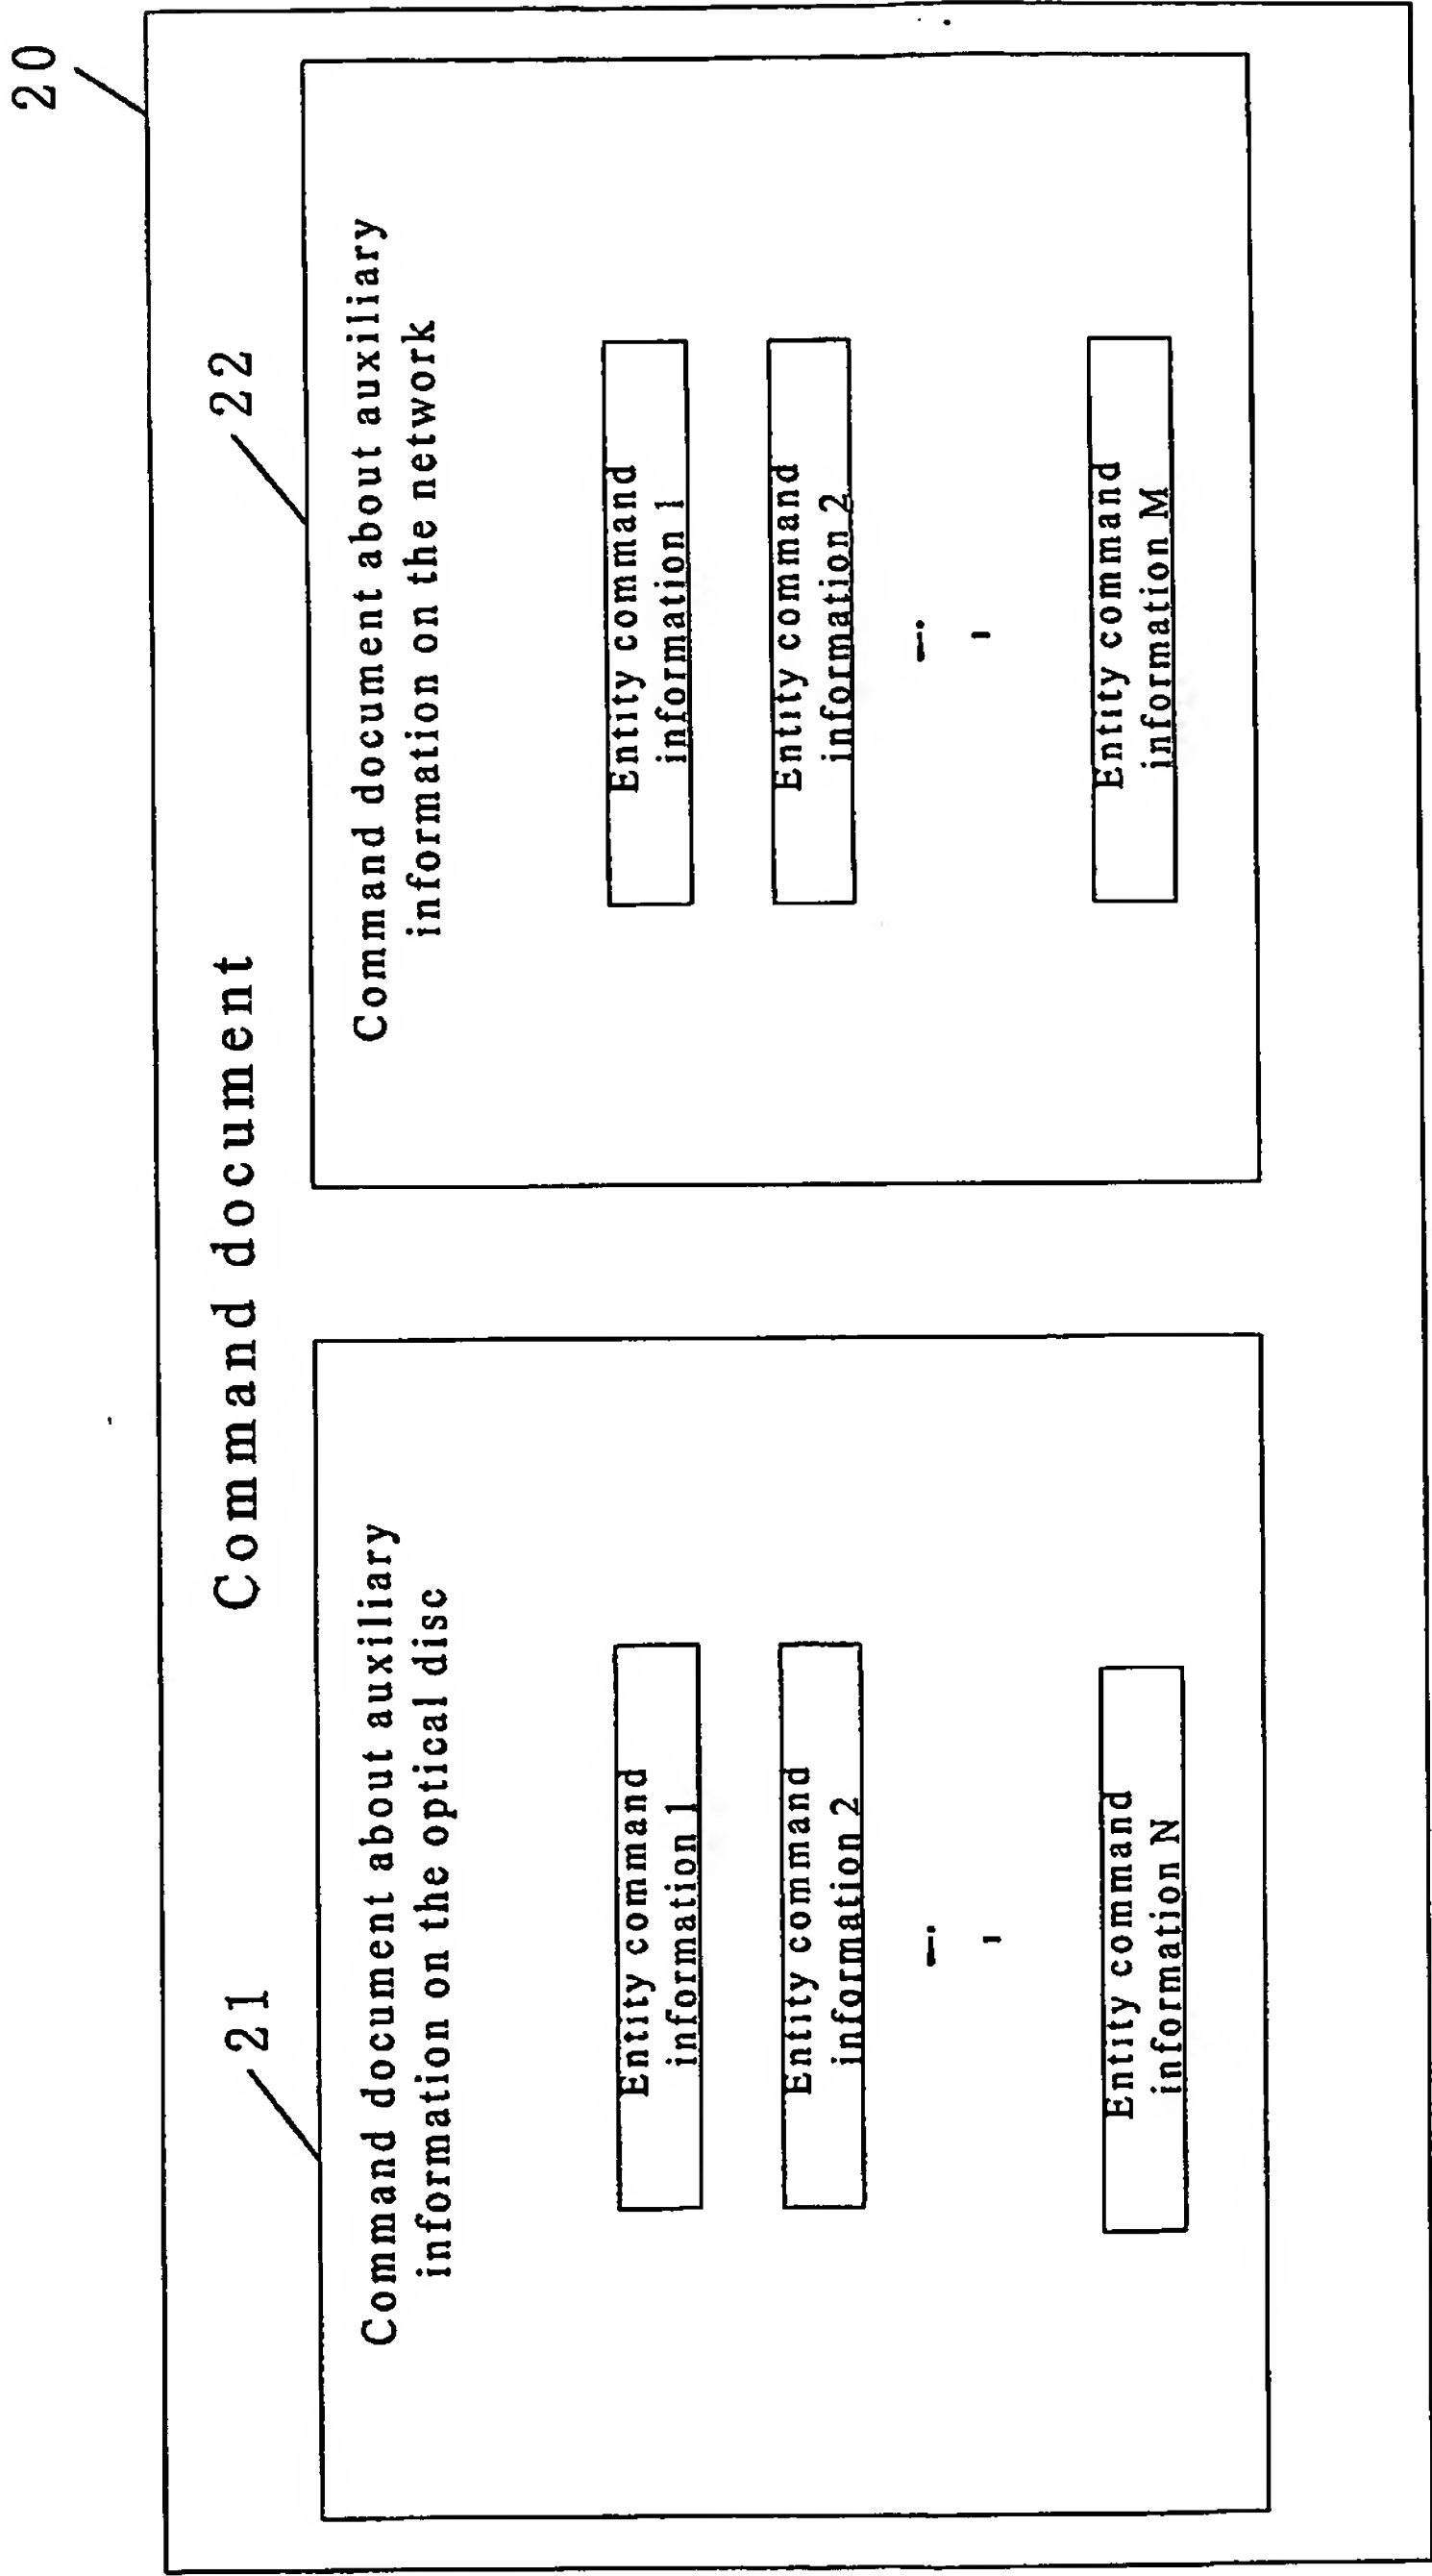 20
Command document
21
Command document about auxiliary
information on the optical disc
Entity command
information 1
Entity command
information 2
Entity command
information N
22
Command document about auxiliary
information on the network
Entity command
information 1
Entity command
information 2
Entity command
information M